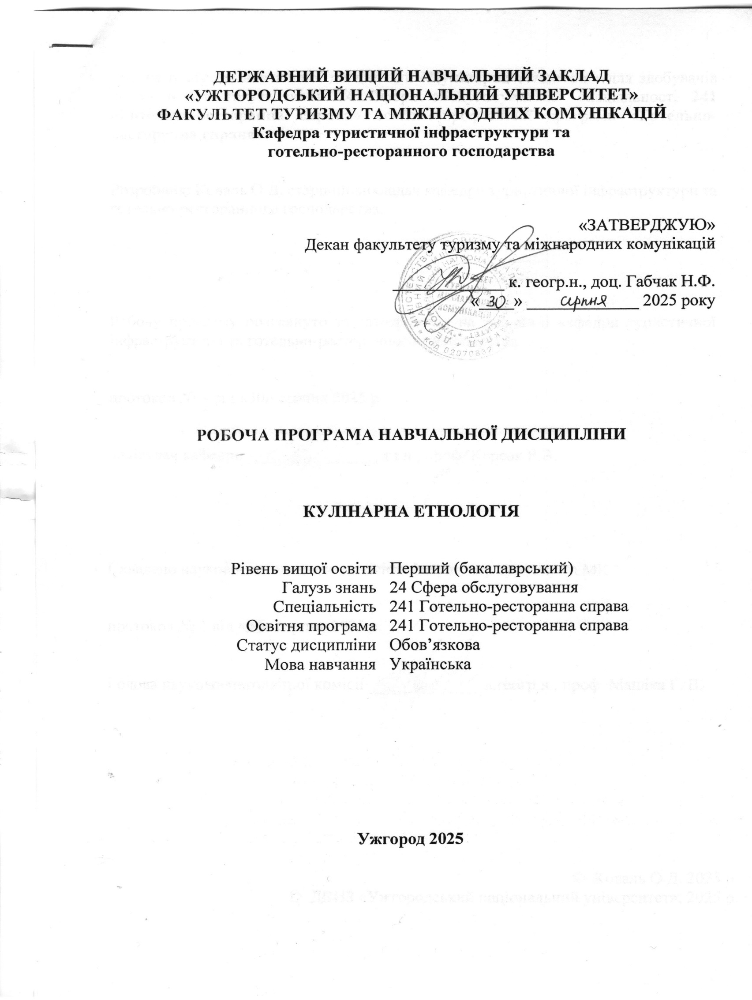 ДЕРЖАВНИЙ ВИЩИЙ НАВЧАЛЬНИЙ ЗАКЛАД
«УЖГОРОДСЬКИЙ НАЦІОНАЛЬНИЙ УНІВЕРСИТЕТ»
ФАКУЛЬТЕТ ТУРИЗМУ ТА МІЖНАРОДНИХ КОМУНІКАЦІЙ
Кафедра туристичної інфраструктури та
готельно-ресторанного господарства
«ЗАТВЕРДЖУЮ»
Декан факультету туризму та міжнародних комунікацій
к. геогр.н., доц. Габчак Н.Ф.
«30» серпня 2025 року
РОБОЧА ПРОГРАМА НАВЧАЛЬНОЇ ДИСЦИПЛІНИ
КУЛІНАРНА ЕТНОЛОГІЯ
Рівень вищої освіти Перший (бакалаврський)
Галузь знань 24 Сфера обслуговування
Спеціальність 241 Готельно-ресторанна справа
Освітня програма 241 Готельно-ресторанна справа
Статус дисципліни Обов’язкова
Мова навчання Українська
Ужгород 2025